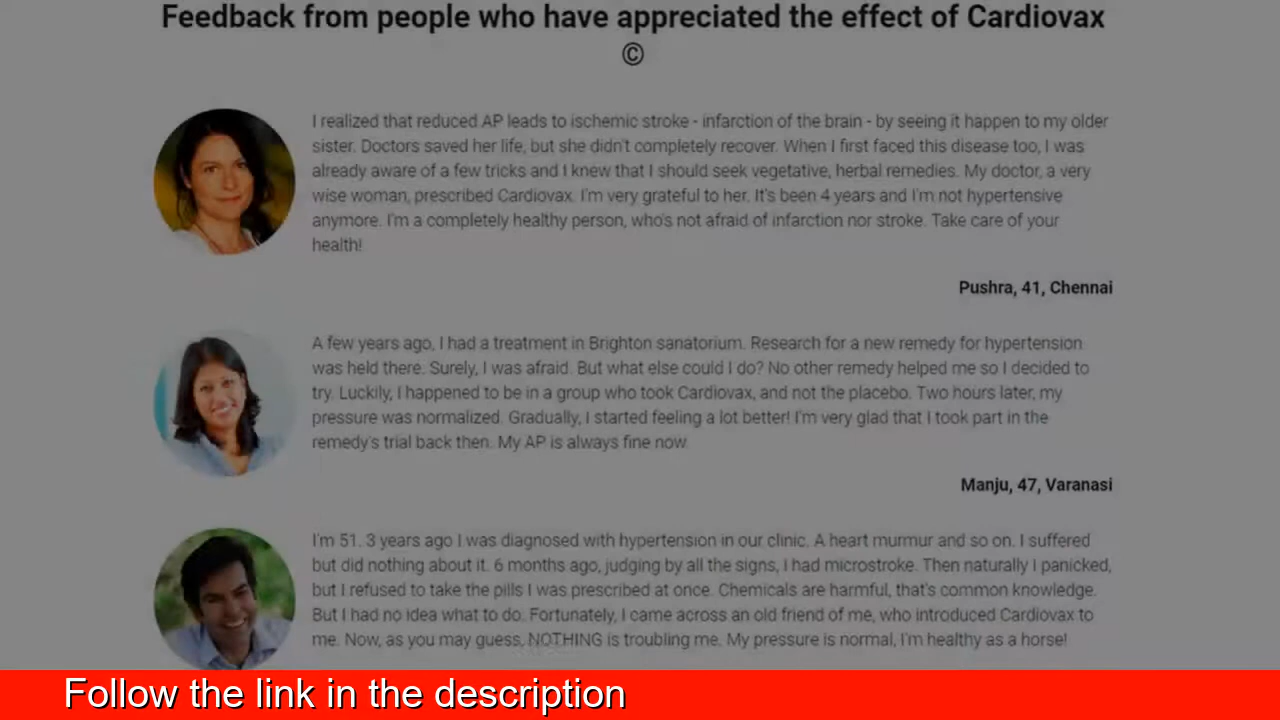 Feedback from people who have appreciated the effect of Cardiovax
©
I realized that reduced AP leads to ischemic stroke - infarction of the brain - by seeing it happen to my older
sister. Doctors saved her life, but she didn't completely recover. When I first faced this disease too, I was
already aware of a few tricks and I knew that I should seek vegetative, herbal remedies. My doctor, a very
wise woman, prescribed Cardiovax. I'm very grateful to her. It's been 4 years and I'm not hypertensive
anymore. I'm a completely healthy person, who's not afraid of infarction nor stroke. Take care of your
health!
Pushra, 41, Chennai
A few years ago, I had a treatment in Brighton sanatorium. Research for a new remedy for hypertension
was held there. Surely, I was afraid. But what else could I do? No other remedy helped me so I decided to
try. Luckily, I happened to be in a group who took Cardiovax, and not the placebo. Two hours later, my
pressure was normalized. Gradually, I started feeling a lot better! I'm very glad that I took part in the
remedy's trial back then. My AP is always fine now.
Manju, 47, Varanasi
I'm 51. 3 years ago I was diagnosed with hypertension in our clinic. A heart murmur and so on. I suffered
but did nothing about it. 6 months ago, judging by all the signs, I had microstroke. Then naturally I panicked,
but I refused to take the pills I was prescribed at once. Chemicals are harmful, that's common knowledge.
But I had no idea what to do. Fortunately, I came across an old friend of me, who introduced Cardiovax to
me. Now, as you may guess, NOTHING is troubling me. My pressure is normal, I'm healthy as a horse!
Follow the link in the description